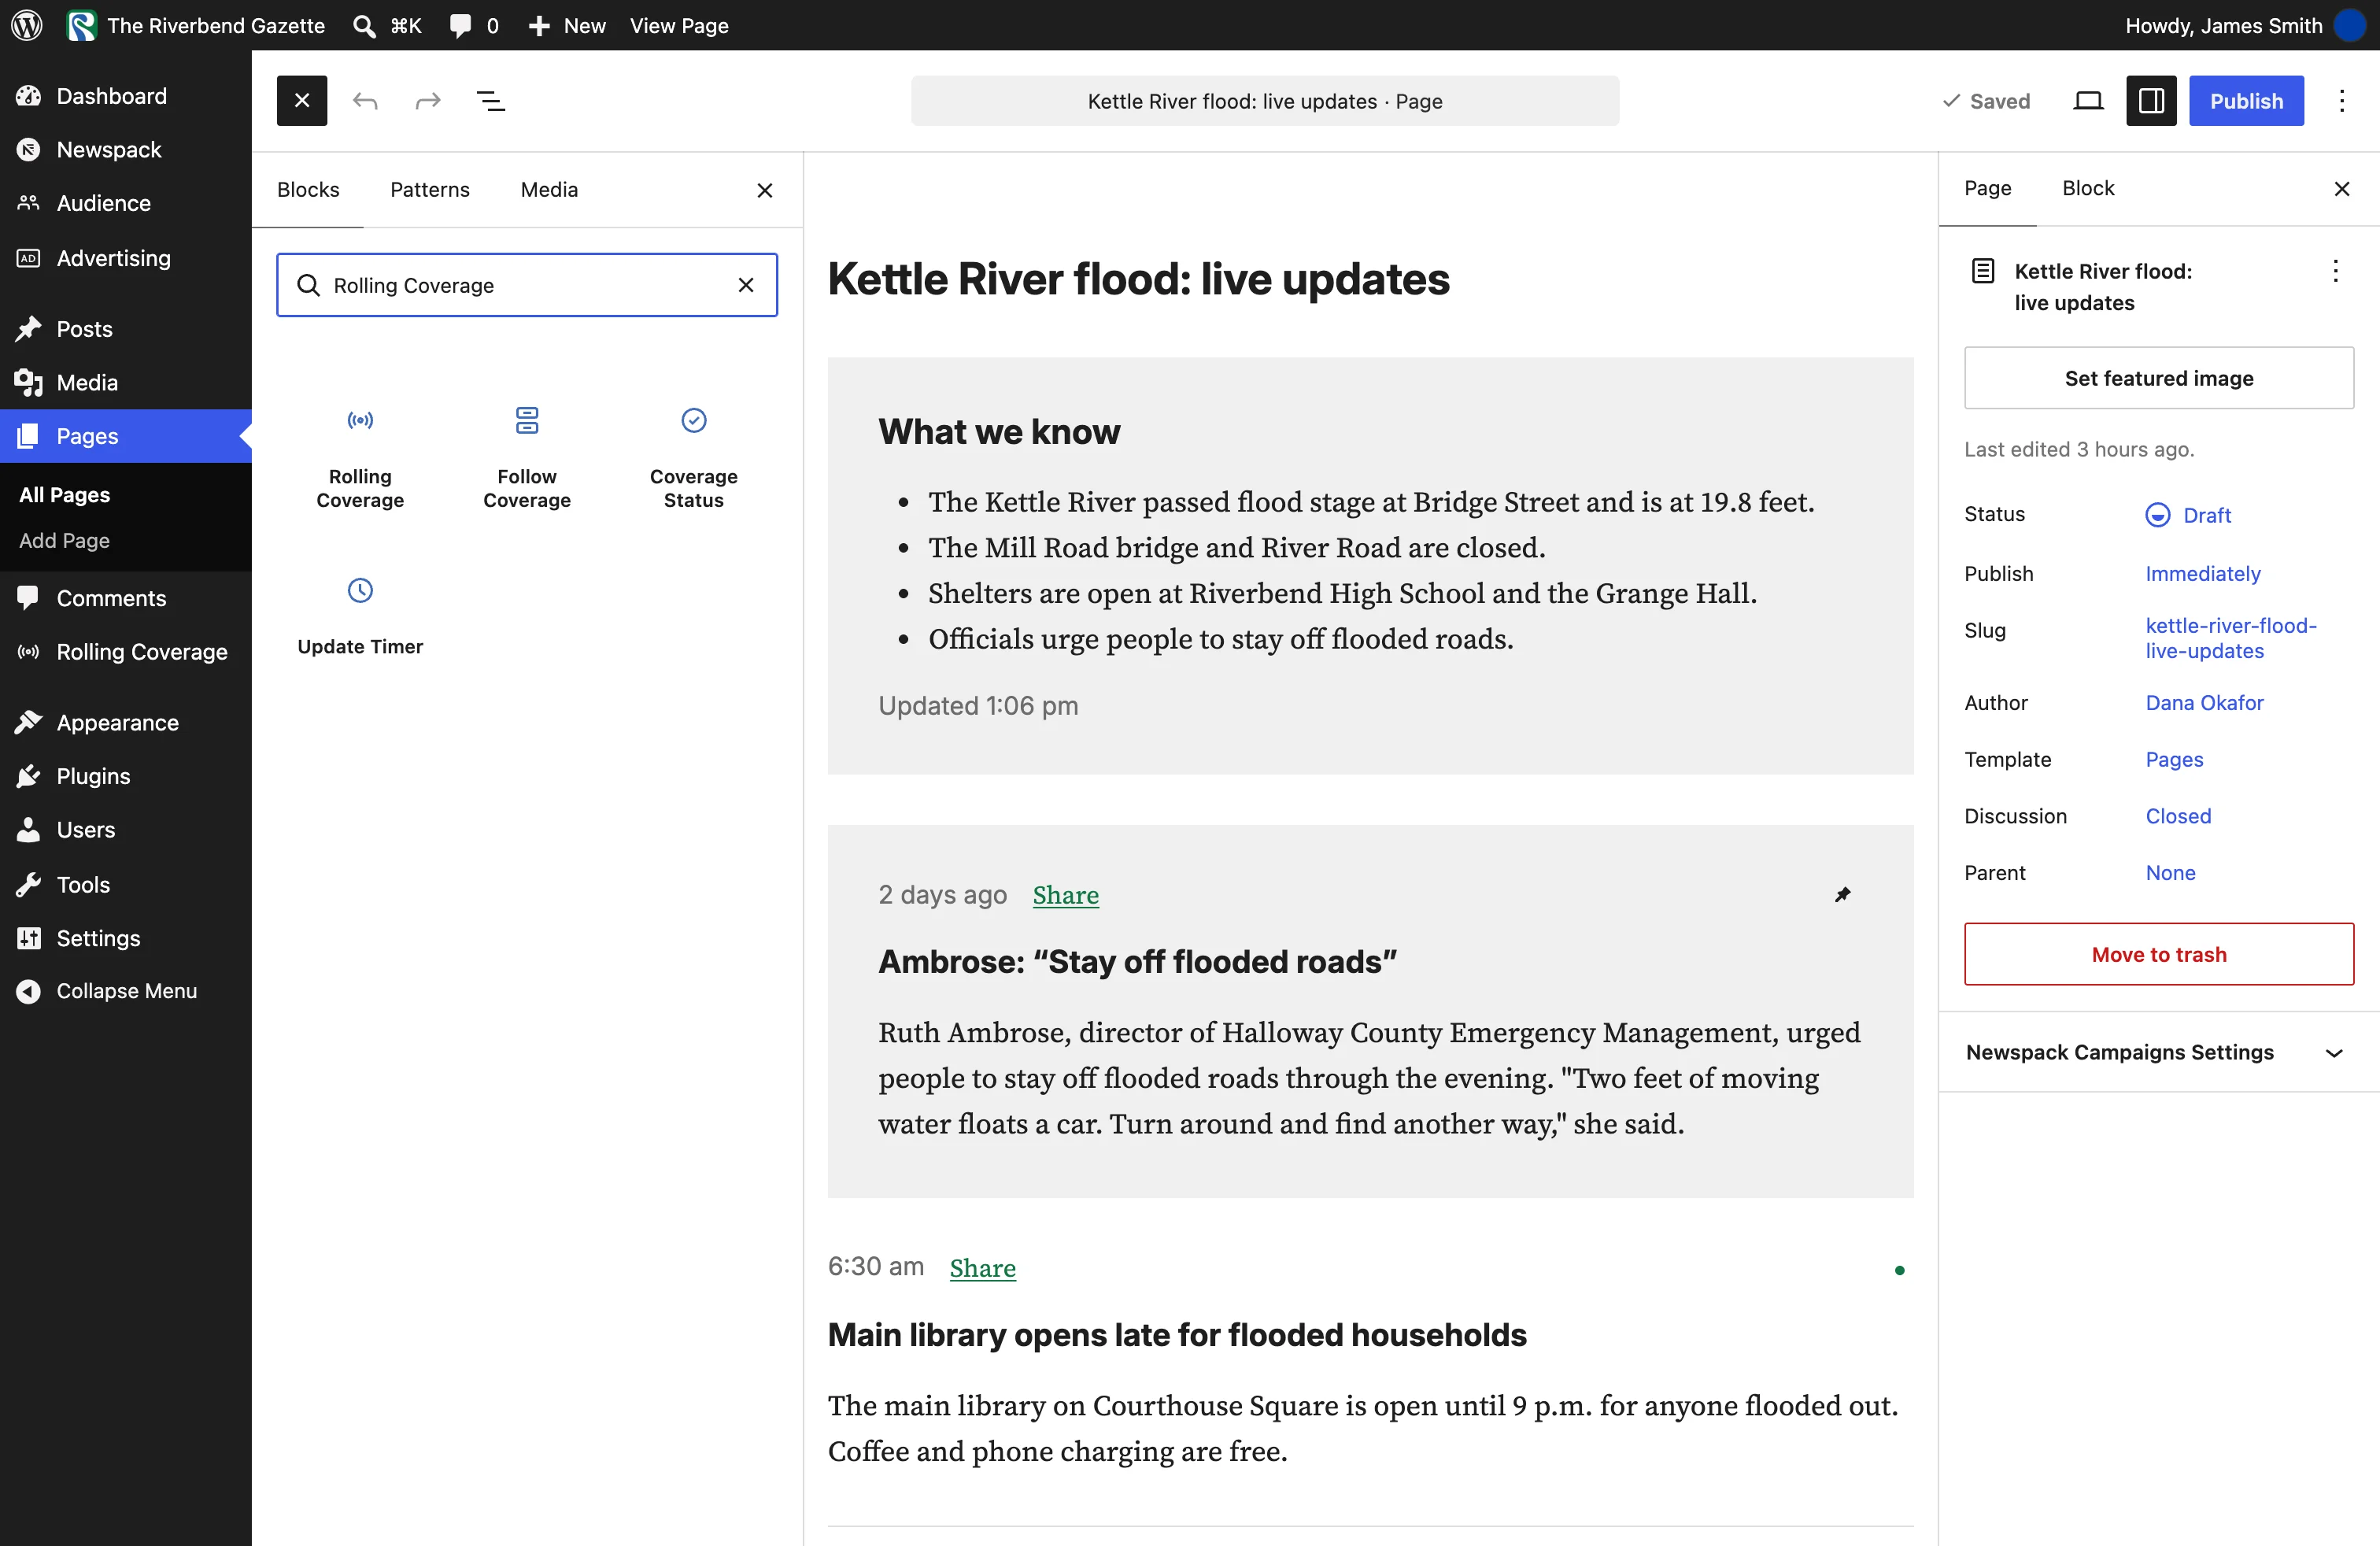 The Riverbend Gazette
⌘K
0
New
View Page
Howdy, James Smith
Dashboard
Newspack
Audience
AD
Advertising
Posts
Media
Pages
All Pages
Add Page
Comments
Rolling Coverage
Appearance
Plugins
Users
Tools
Settings
Collapse Menu
Kettle River flood: live updates · Page
Saved
Publish
Blocks
Patterns
Media
Rolling Coverage
Rolling
Coverage
Follow
Coverage
Coverage
Status
Update Timer
Kettle River flood: live updates
What we know
• The Kettle River passed flood stage at Bridge Street and is at 19.8 feet.
• The Mill Road bridge and River Road are closed.
• Shelters are open at Riverbend High School and the Grange Hall.
• Officials urge people to stay off flooded roads.
Updated 1:06 pm
2 days ago Share
Ambrose: “Stay off flooded roads”
Ruth Ambrose, director of Halloway County Emergency Management, urged
people to stay off flooded roads through the evening. "Two feet of moving
water floats a car. Turn around and find another way," she said.
6:30 am Share
Main library opens late for flooded households
The main library on Courthouse Square is open until 9 p.m. for anyone flooded out.
Coffee and phone charging are free.
Page
Block
Kettle River flood:
live updates
Set featured image
Last edited 3 hours ago.
Status Draft
Publish Immediately
Slug kettle-river-flood-
live-updates
Author Dana Okafor
Template Pages
Discussion Closed
Parent None
Move to trash
Newspack Campaigns Settings